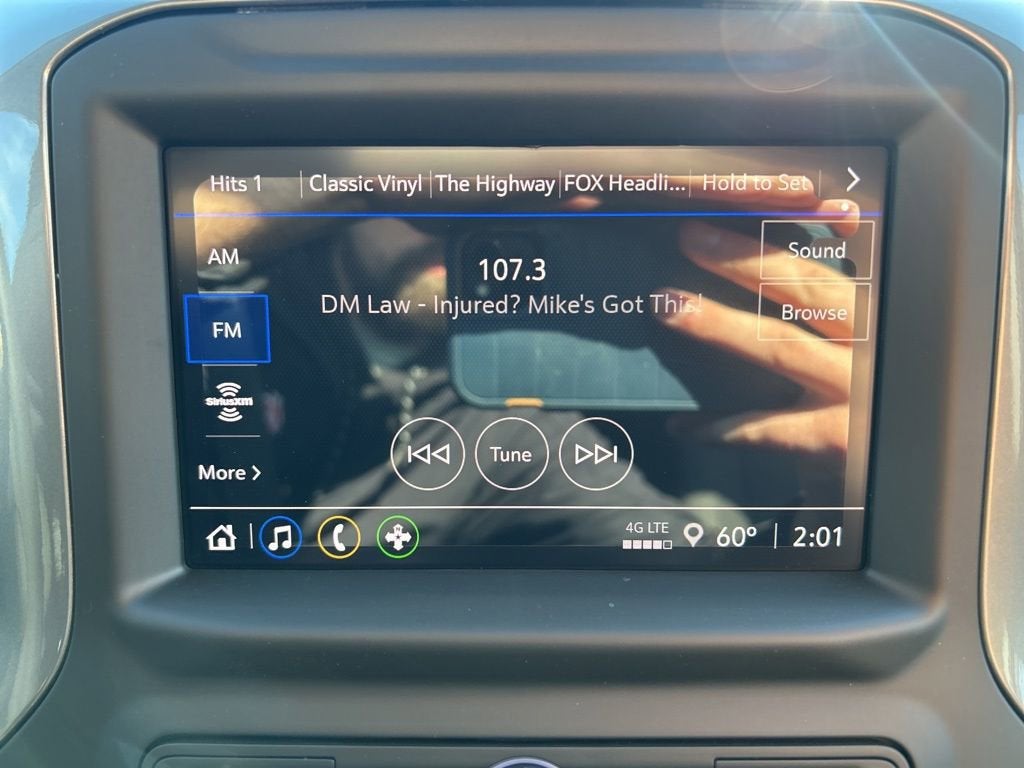 Hits 1 Classic Vinyl The Highway FOX Headli... Hold to Set
AM
107.3
Sound
DM Law - Injured? Mike's Got This!
Browse
FM
SiriusXM
Tune
More
4G LTE
60° 2:01